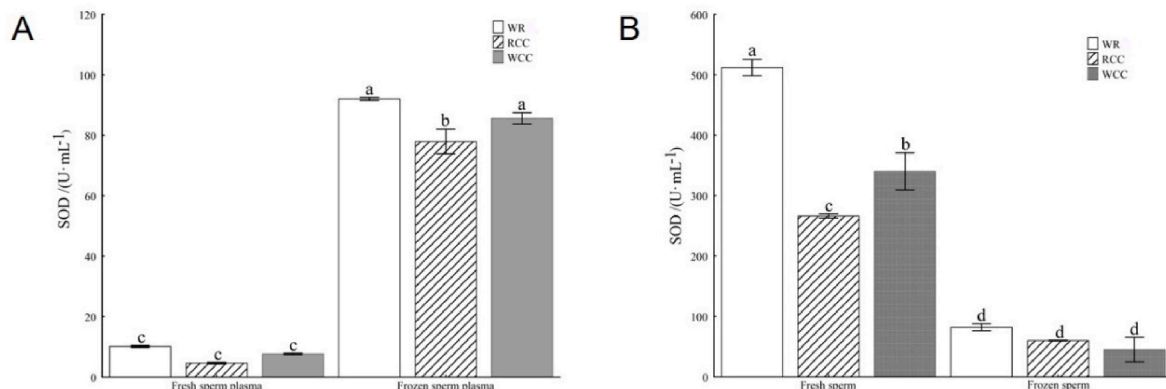 A
SOD /(U·mL⁻¹)
120
100
80
60
40
20
0
WR
RCC
WCC
a
b
a
c
c
c
Fresh sperm plasma
Frozen sperm plasma
B
SOD /(U·mL⁻¹)
600
500
400
300
200
100
0
WR
RCC
WCC
a
c
b
d
d
d
Fresh sperm
Frozen sperm